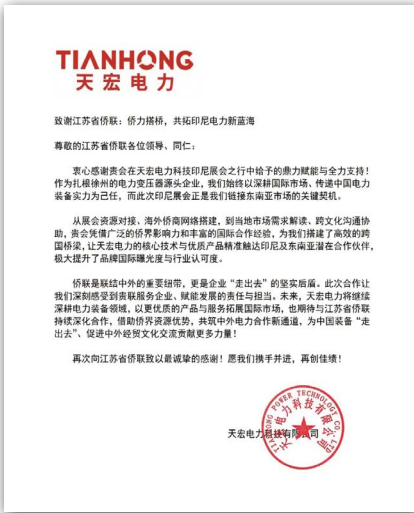 TIANHONG
天宏电力
致谢江苏省侨联：侨力搭桥，共拓印尼电力新蓝海
尊敬的江苏省侨联各位领导、同仁：
衷心感谢贵会在天宏电力科技印尼展会之行中给予的鼎力赋能与全力支持！
作为扎根徐州的电力变压器源头企业，我们始终以深耕国际市场、传递中国电力
装备实力为己任，而此次印尼展会正是我们链接东南亚市场的关键契机。
从展会资源对接、海外侨商网络搭建，到当地市场需求解读、跨文化沟通协
助，贵会凭借广泛的侨界影响力和丰富的国际合作经验，为我们搭建了高效的跨
国桥梁，让天宏电力的核心技术与优质产品精准触达印尼及东南亚潜在合作伙伴，
极大提升了品牌国际曝光度与行业认可度。
侨联是联结中外的重要纽带，更是企业“走出去”的坚实后盾。此次合作让
我们深刻感受到贵联服务企业、赋能发展的责任与担当。未来，天宏电力将继续
深耕电力装备领域，以更优质的产品与服务拓展国际市场，也期待与江苏省侨联
持续深化合作，借助侨界资源优势，共筑中外电力合作新通道，为中国装备“走
出去”、促进中外经贸文化交流贡献更多力量！
再次向江苏省侨联致以最诚挚的感谢！愿我们携手并进，再创佳绩！
天宏电力科技有限公司
TIANHONG POWER TECHNOLOGY CO., LTD
天宏电力科技有限公司